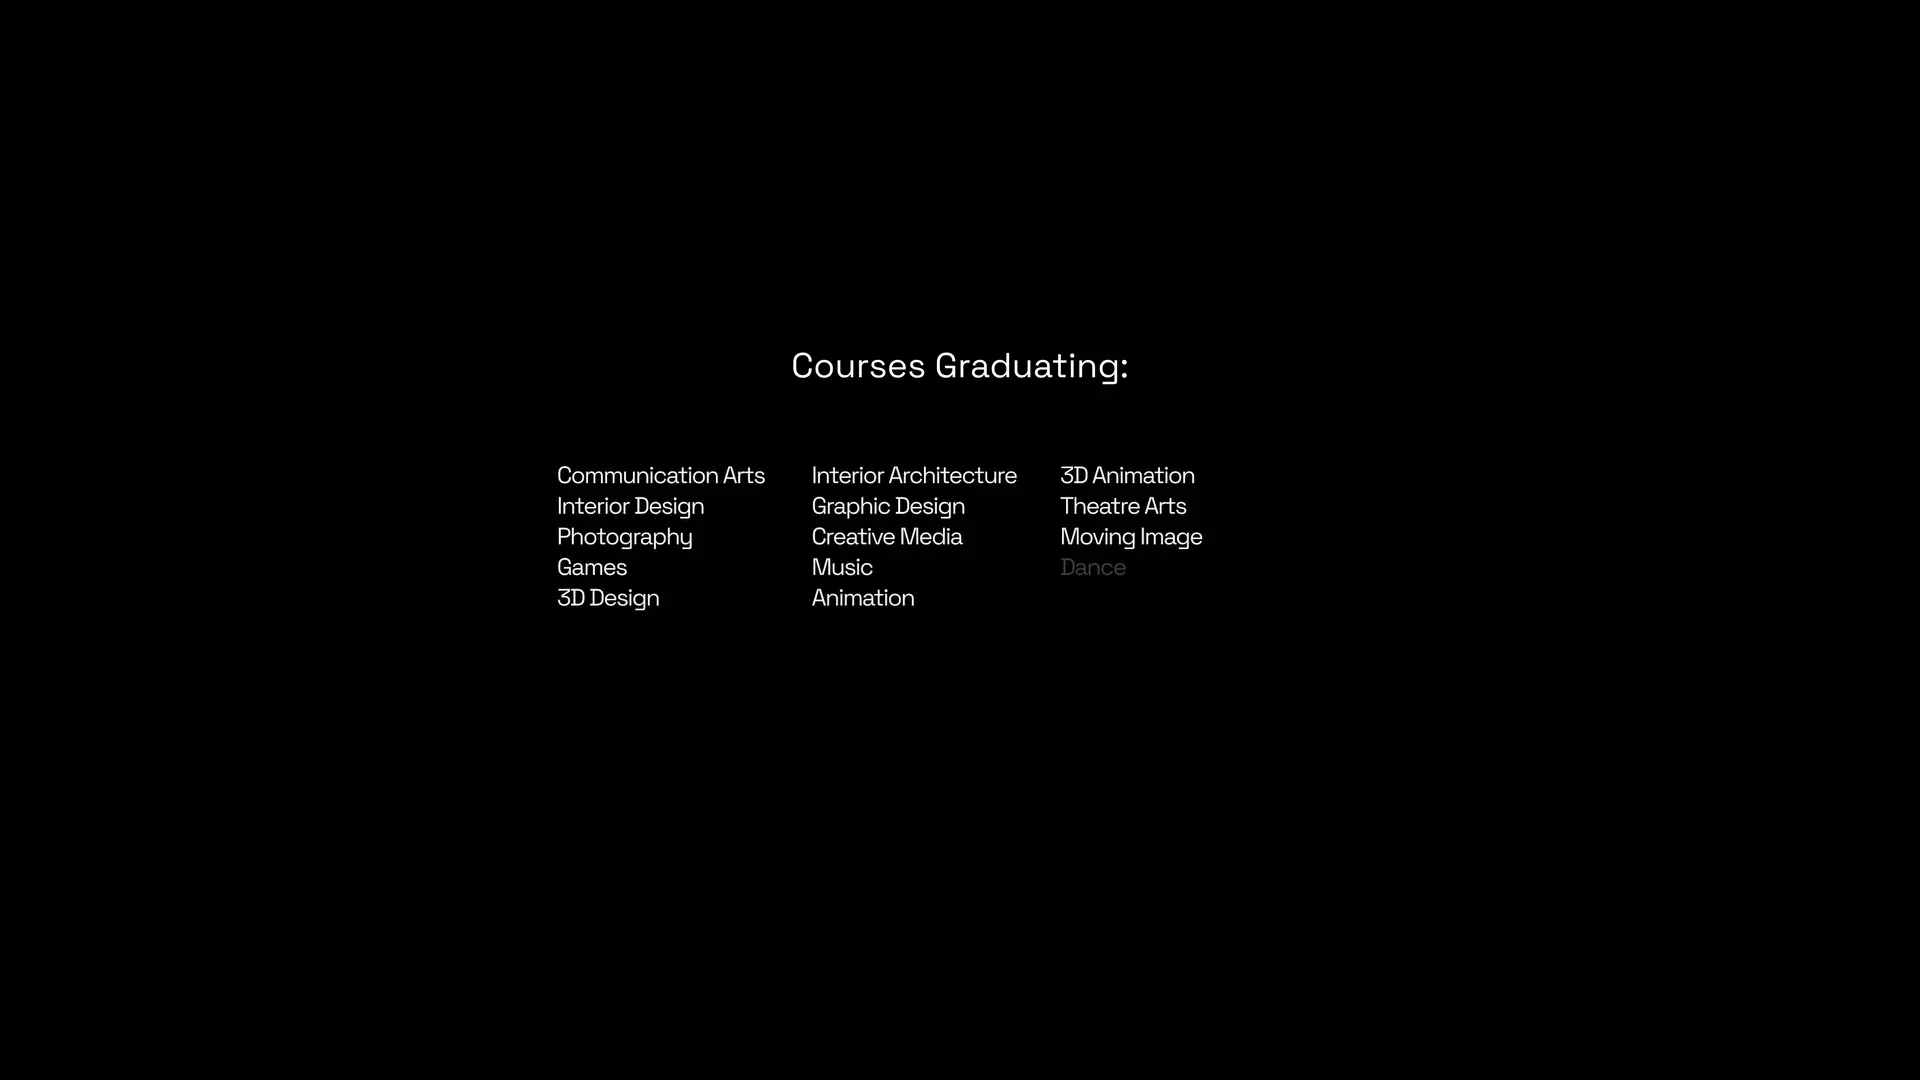 Courses Graduating:
Communication Arts
Interior Design
Photography
Games
3D Design
Interior Architecture
Graphic Design
Creative Media
Music
Animation
3D Animation
Theatre Arts
Moving Image
Dance